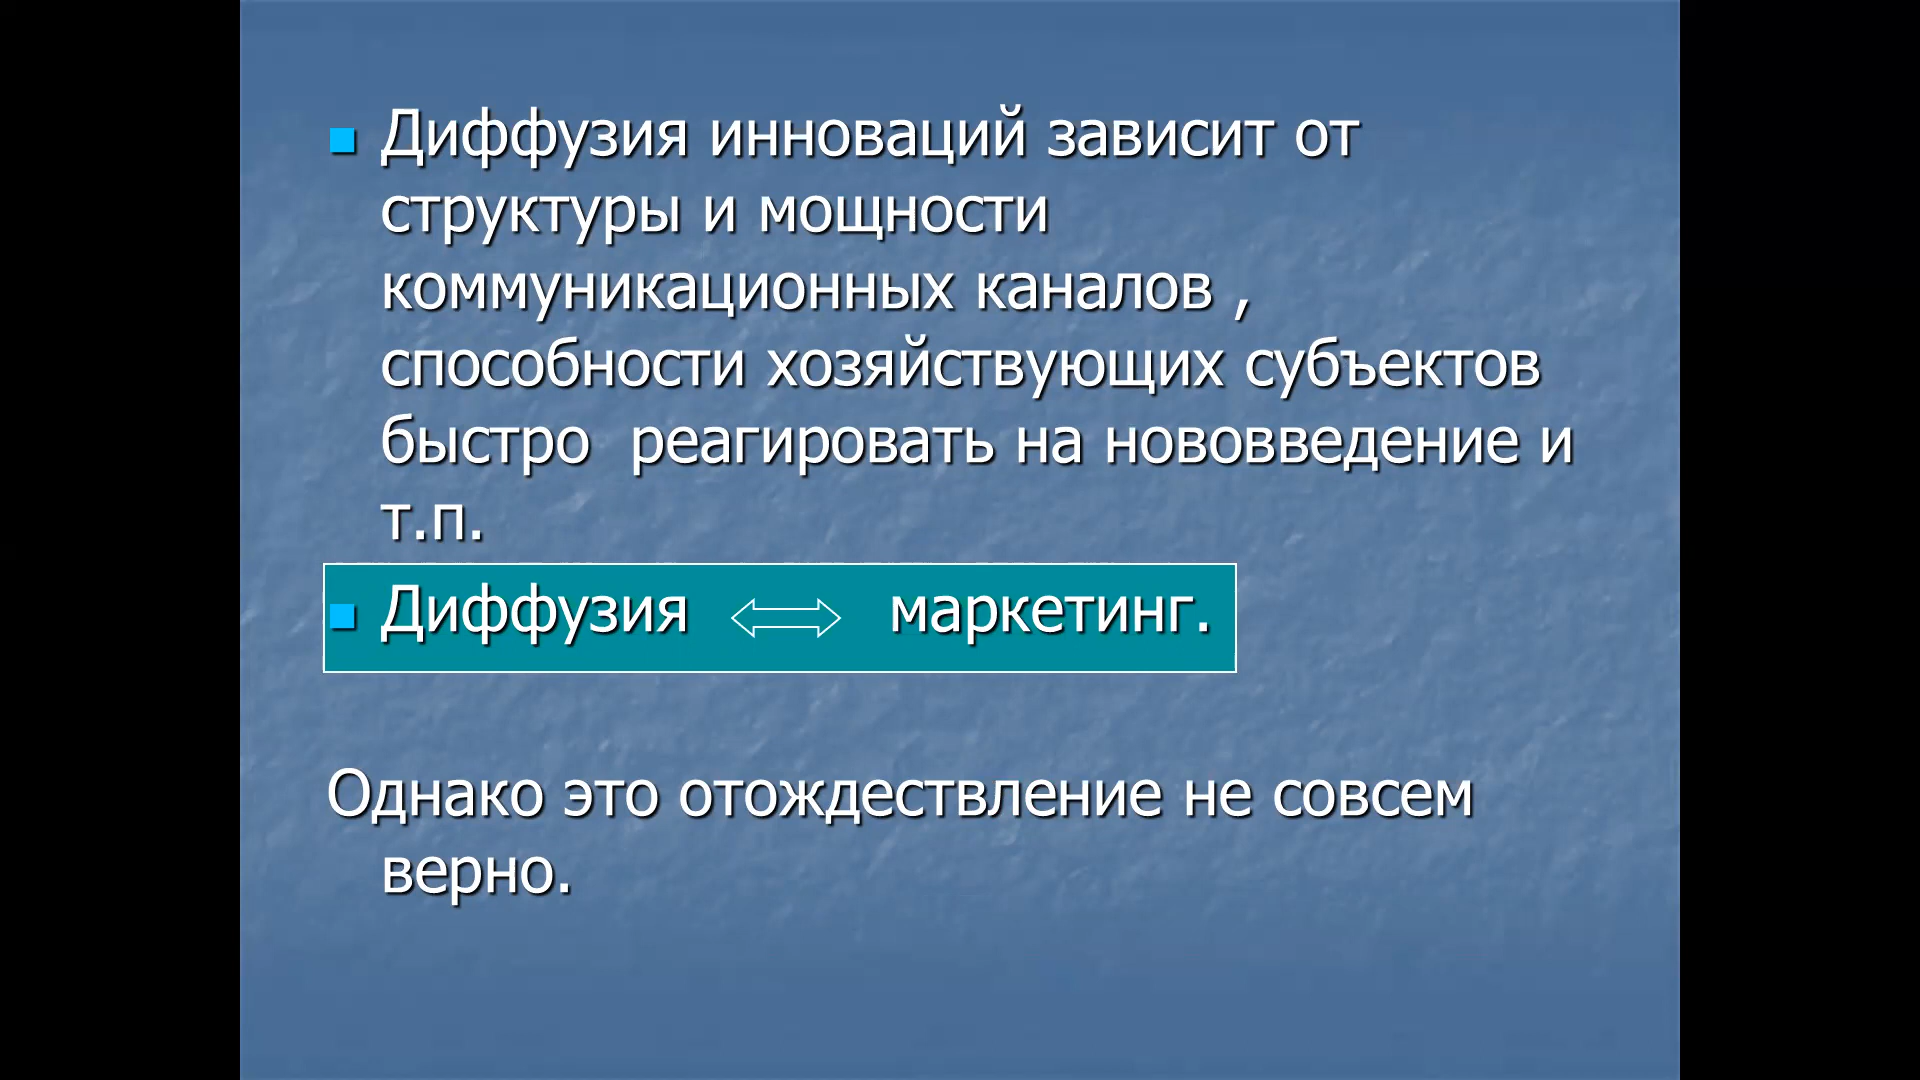 Диффузия инноваций зависит от
структуры и мощности
коммуникационных каналов ,
способности хозяйствующих субъектов
быстро  реагировать на нововведение и
т.п.
Диффузия маркетинг.
Однако это отождествление не совсем
верно.